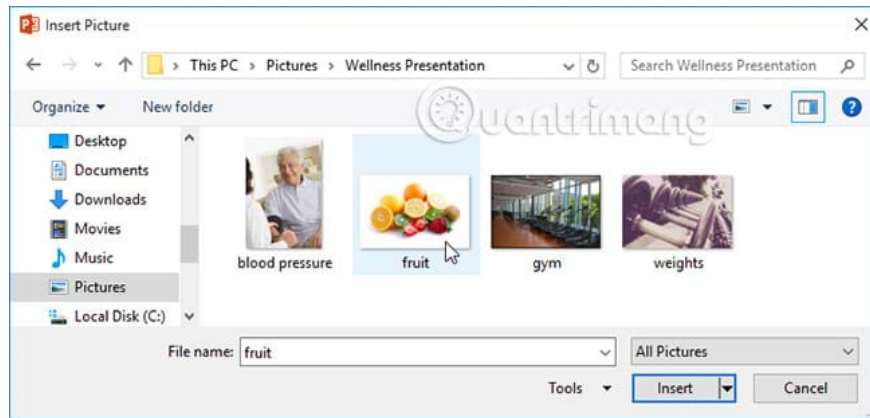 Insert Picture
This PC > Pictures > Wellness Presentation
Search Wellness Presentation
Organize
New folder
Quantrimang
Desktop
Documents
Downloads
Movies
Music
Pictures
Local Disk (C:)
blood pressure
fruit
gym
weights
File name: fruit
All Pictures
Tools
Insert
Cancel